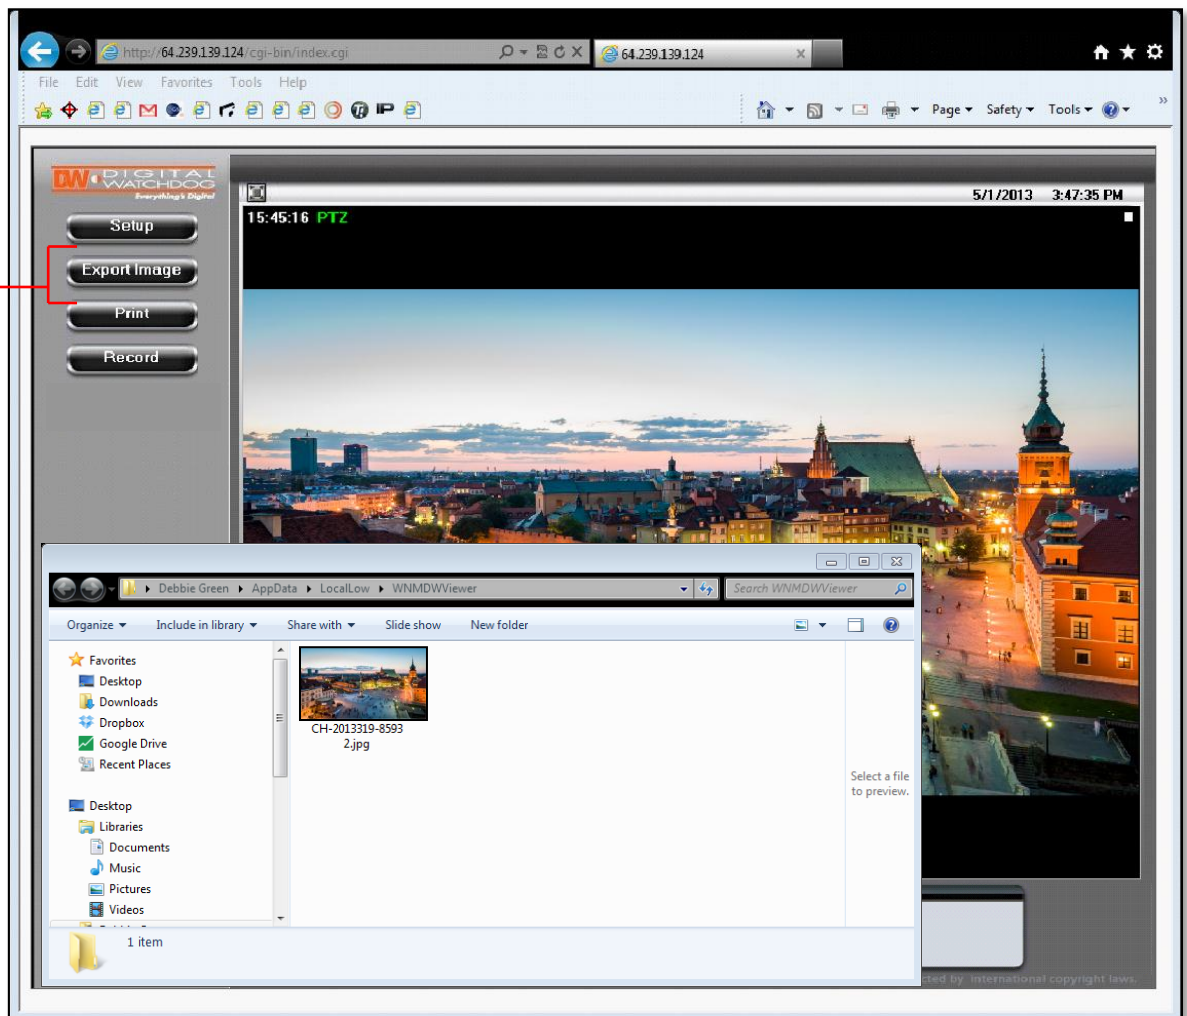 http://64.239.139.124/cgi-bin/index.cgi
64.239.139.124
File Edit View Favorites Tools Help
Page Safety Tools
DW DIGITAL WATCHDOG
Everything's Digital
5/1/2013 3:47:35 PM
15:45:16 PTZ
Setup
Export Image
Print
Record
Debbie Green AppData LocalLow WNMDWViewer
Search WNMDWViewer
Organize Include in library Share with Slide show New folder
Favorites
Desktop
Downloads
Dropbox
Google Drive
Recent Places
Desktop
Libraries
Documents
Music
Pictures
Videos
CH-2013319-8593
2.jpg
Select a file
to preview.
1 item
by international copyright laws.